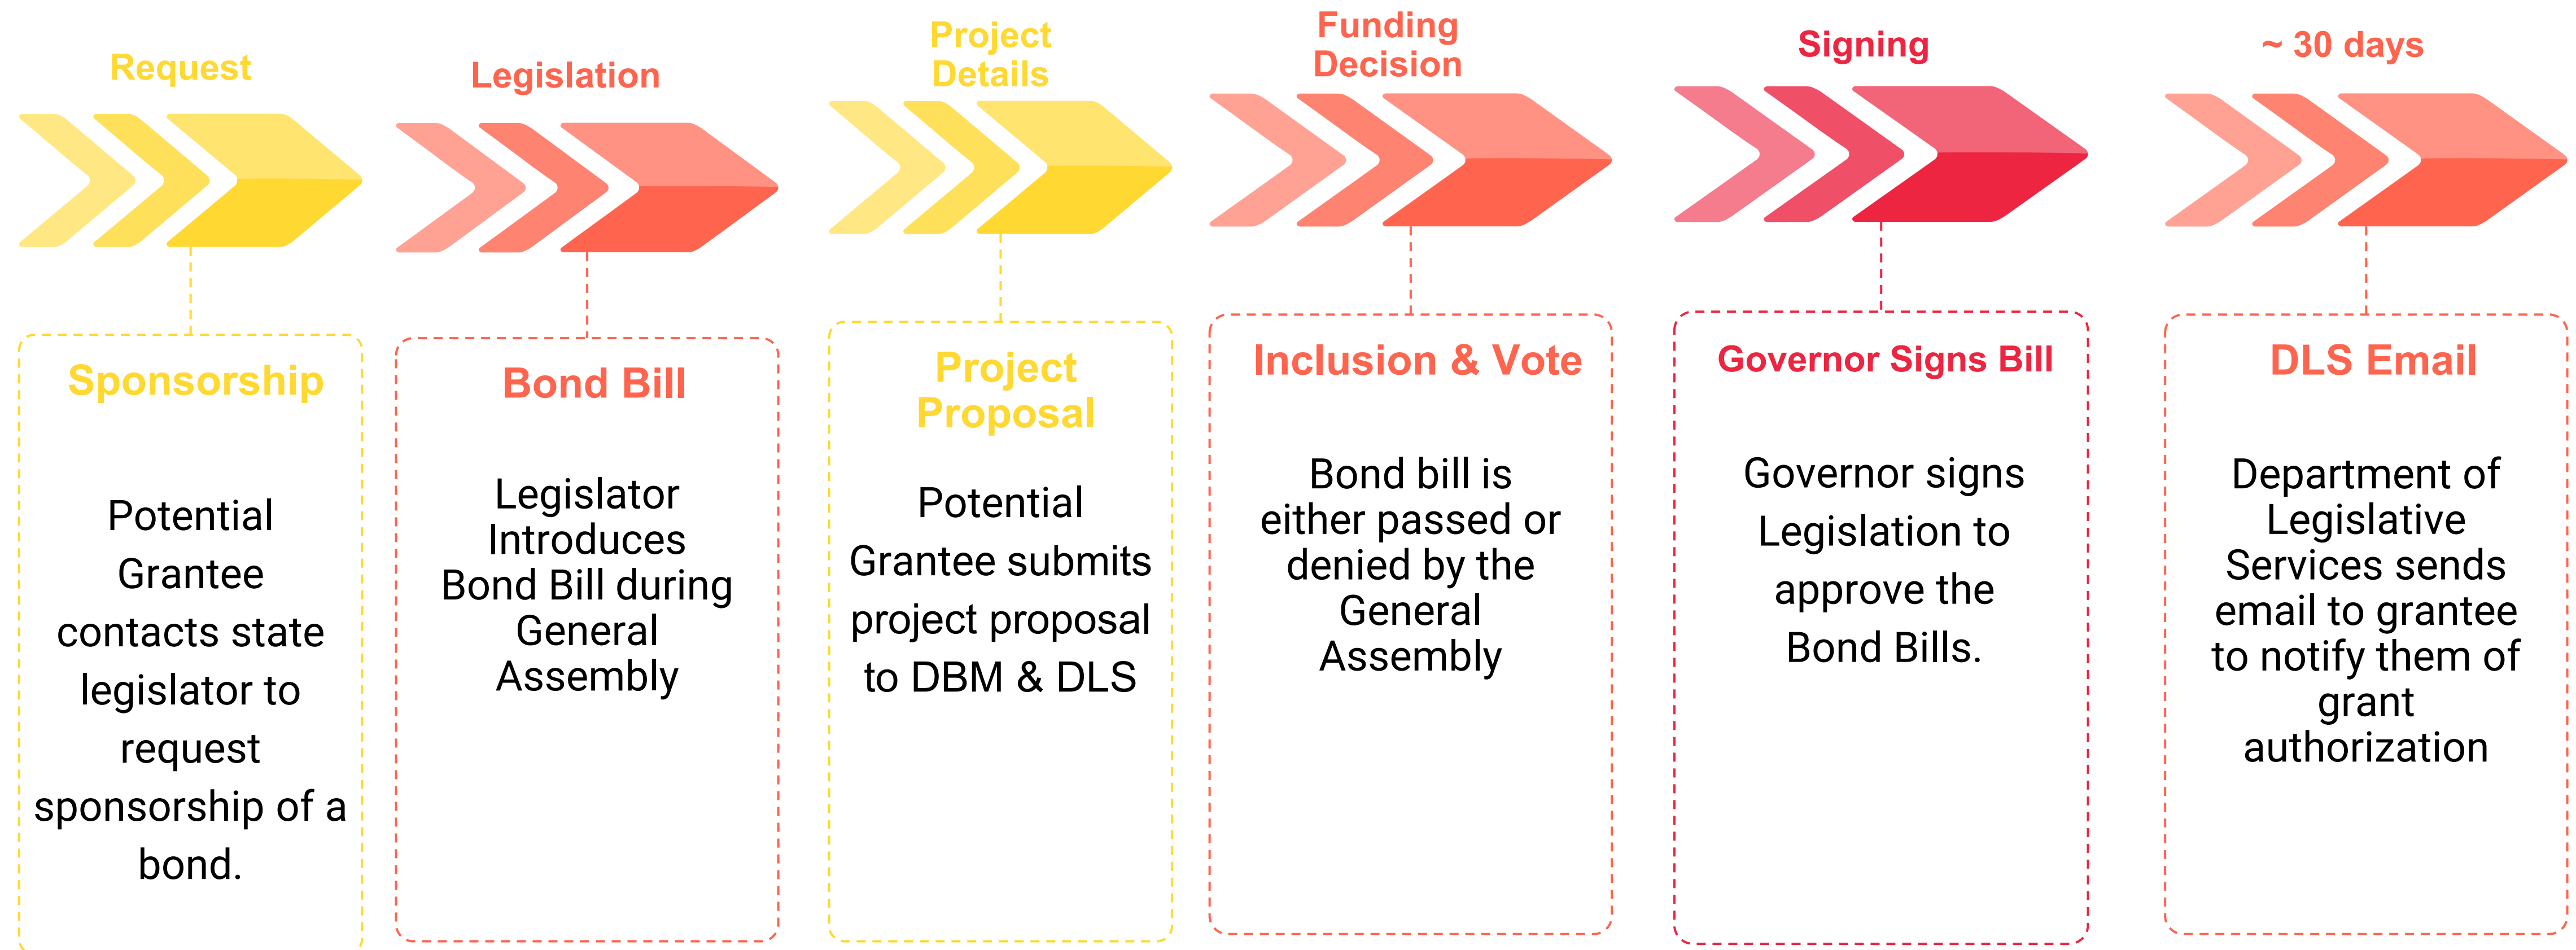 Request
Sponsorship
Potential
Grantee
contacts state
legislator to
request
sponsorship of a
bond.
Legislation
Bond Bill
Legislator
Introduces
Bond Bill during
General
Assembly
Project
Details
Project
Proposal
Potential
Grantee submits
project proposal
to DBM & DLS
Funding
Decision
Inclusion & Vote
Bond bill is
either passed or
denied by the
General
Assembly
Signing
Governor Signs Bill
Governor signs
Legislation to
approve the
Bond Bills.
~ 30 days
DLS Email
Department of
Legislative
Services sends
email to grantee
to notify them of
grant
authorization